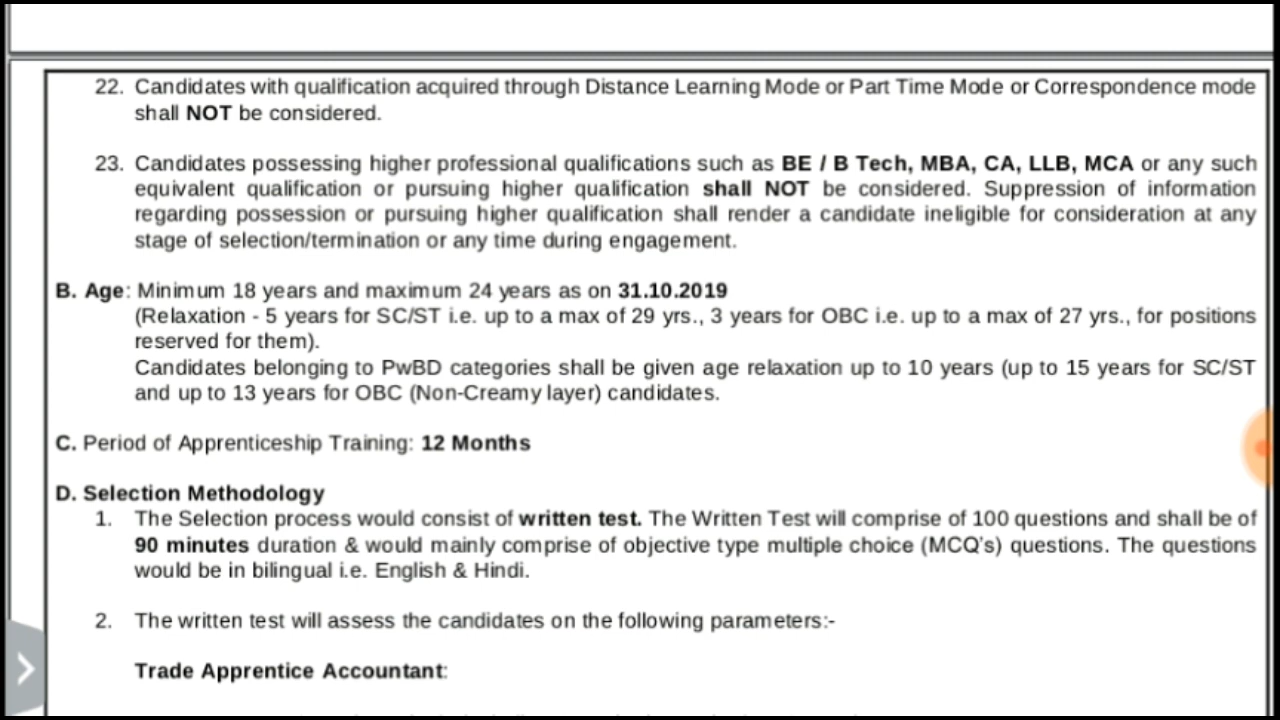 22. Candidates with qualification acquired through Distance Learning Mode or Part Time Mode or Correspondence mode
shall NOT be considered.
23. Candidates possessing higher professional qualifications such as BE / B Tech, MBA, CA, LLB, MCA or any such
equivalent qualification or pursuing higher qualification shall NOT be considered. Suppression of information
regarding possession or pursuing higher qualification shall render a candidate ineligible for consideration at any
stage of selection/termination or any time during engagement.
B. Age: Minimum 18 years and maximum 24 years as on 31.10.2019
(Relaxation - 5 years for SC/ST i.e. up to a max of 29 yrs., 3 years for OBC i.e. up to a max of 27 yrs., for positions
reserved for them).
Candidates belonging to PwBD categories shall be given age relaxation up to 10 years (up to 15 years for SC/ST
and up to 13 years for OBC (Non-Creamy layer) candidates.
C. Period of Apprenticeship Training: 12 Months
D. Selection Methodology
1. The Selection process would consist of written test. The Written Test will comprise of 100 questions and shall be of
90 minutes duration & would mainly comprise of objective type multiple choice (MCQ's) questions. The questions
would be in bilingual i.e. English & Hindi.
2. The written test will assess the candidates on the following parameters:-
Trade Apprentice Accountant: